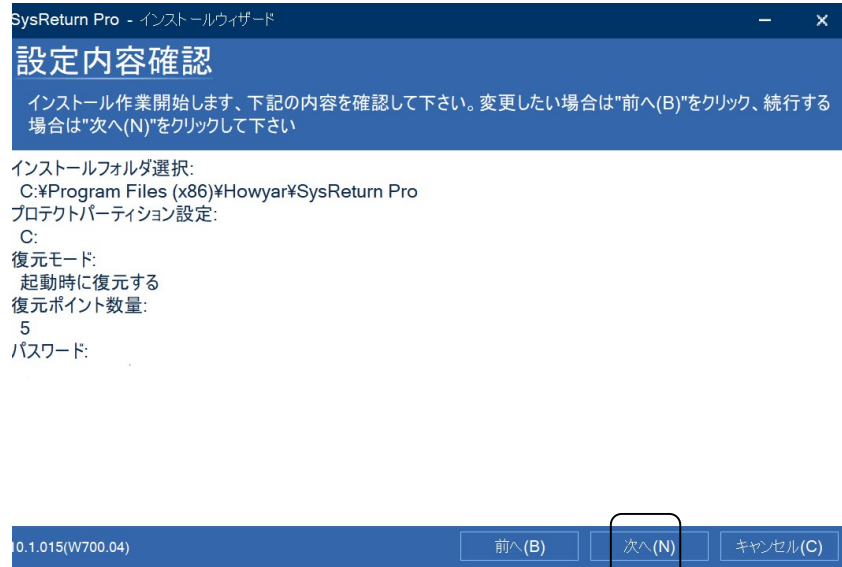 SysReturn Pro - インストールウィザード
設定内容確認
インストール作業開始します、下記の内容を確認して下さい。変更したい場合は"前へ(B)"をクリック、続行する
場合は"次へ(N)"をクリックして下さい
インストールフォルダ選択:
C:¥Program Files (x86)¥Howyar¥SysReturn Pro
プロテクトパーティション設定:
C:
復元モード:
起動時に復元する
復元ポイント数量:
5
パスワード:
10.1.015(W700.04)
前へ(B)
次へ(N)
キャンセル(C)